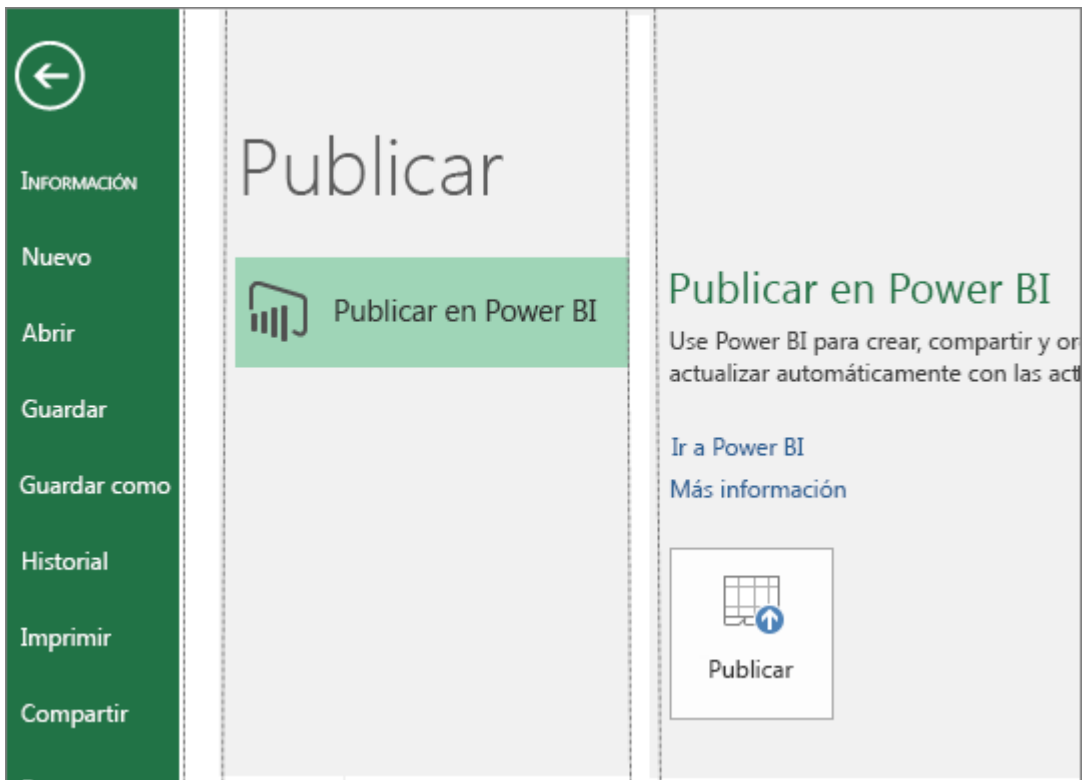 INFORMACIÓN
Nuevo
Abrir
Guardar
Guardar como
Historial
Imprimir
Compartir
Publicar
Publicar en Power BI
Publicar en Power BI
Use Power BI para crear, compartir y or
actualizar automáticamente con las act
Ir a Power BI
Más información
Publicar